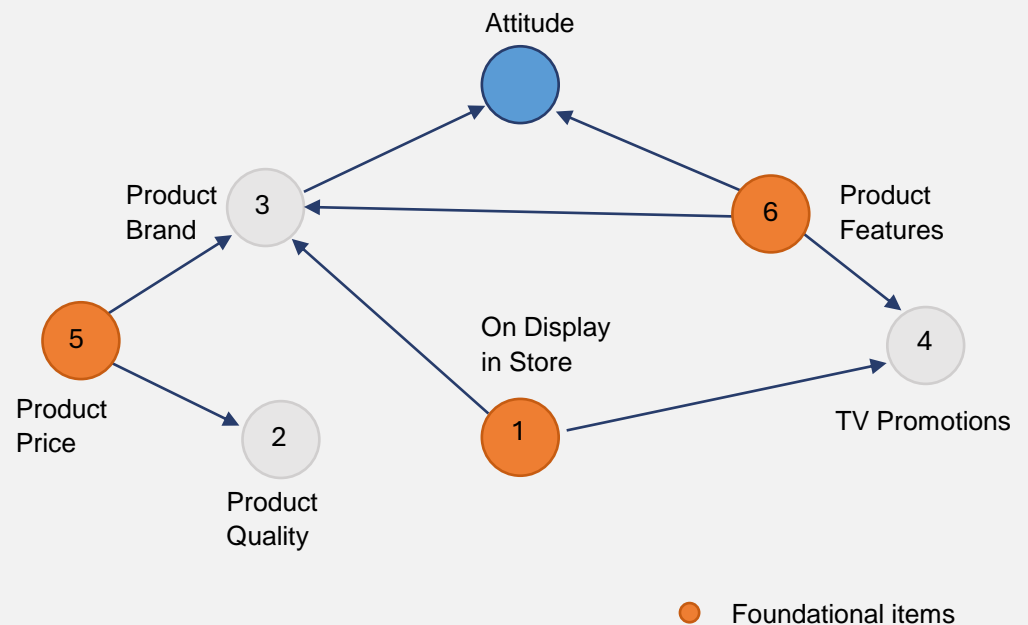 Attitude
Product
Brand
3
6
Product
Features
5
On Display
in Store
4
Product
Price
2
1
TV Promotions
Product
Quality
Foundational items